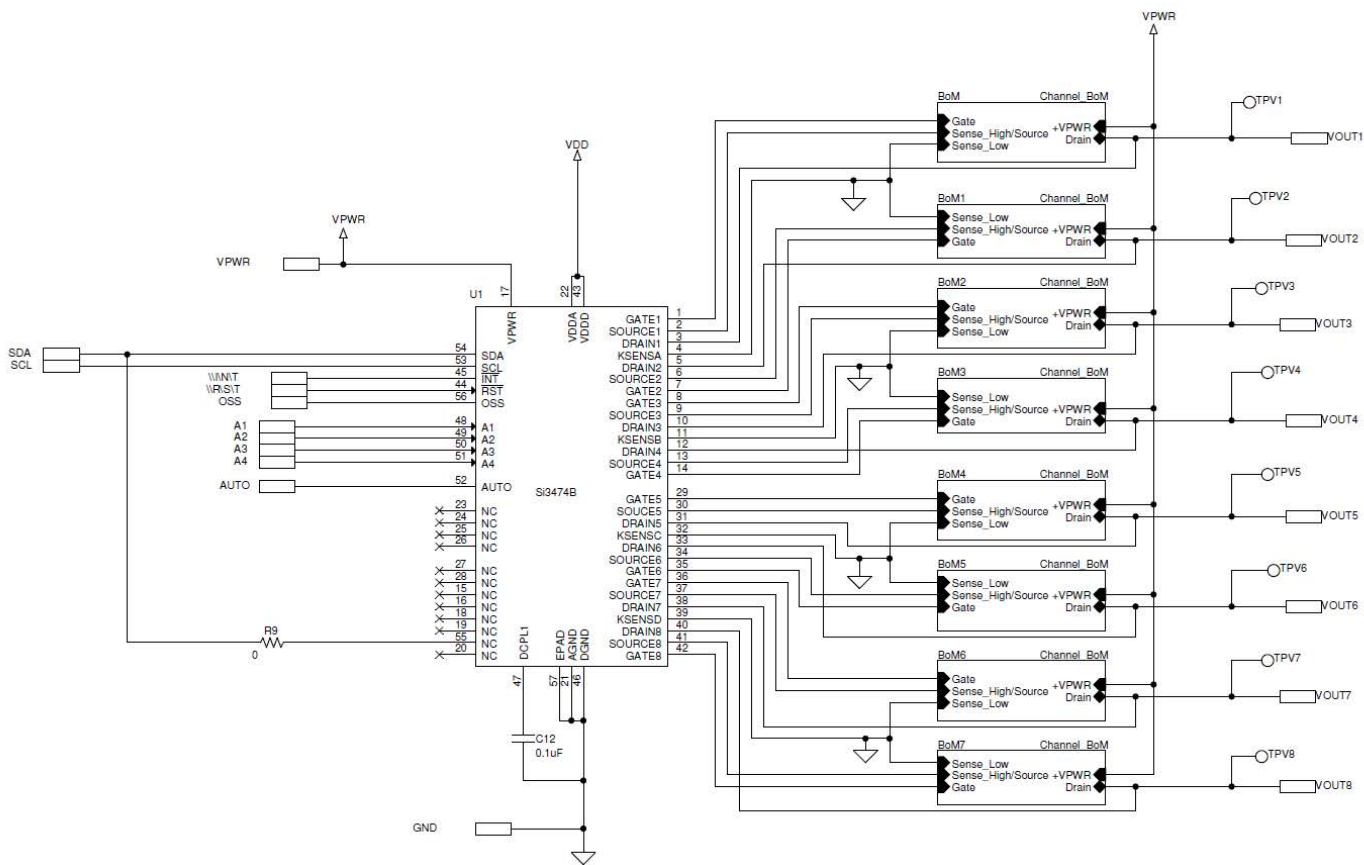 VPWR
BoM Channel_BoM
Gate
Sense_High/Source +VPWR
Sense_Low Drain
TPV1
VOUT1
BoM1 Channel_BoM
Sense_Low
Sense_High/Source +VPWR
Gate Drain
TPV2
VOUT2
BoM2 Channel_BoM
Gate
Sense_High/Source +VPWR
Sense_Low Drain
TPV3
VOUT3
BoM3 Channel_BoM
Sense_Low
Sense_High/Source +VPWR
Gate Drain
TPV4
VOUT4
BoM4 Channel_BoM
Gate
Sense_High/Source +VPWR
Sense_Low Drain
TPV5
VOUT5
BoM5 Channel_BoM
Sense_Low
Sense_High/Source +VPWR
Gate Drain
TPV6
VOUT6
BoM6 Channel_BoM
Gate
Sense_High/Source +VPWR
Sense_Low Drain
TPV7
VOUT7
BoM7 Channel_BoM
Sense_Low
Sense_High/Source +VPWR
Gate Drain
TPV8
VOUT8
VDD
VPWR
VPWR
U1
17 VPWR
22 VDDA
43 VDDD
SDA 54 SDA
SCL 53 SCL
\\I\N\T 45 INT
\\R\S\T 44 RST
OSS 56 OSS
A1 48 A1
A2 49 A2
A3 50 A3
A4 51 A4
AUTO 52 AUTO
Si3474B
23 NC
24 NC
25 NC
26 NC
27 NC
28 NC
15 NC
16 NC
18 NC
19 NC
55 NC
20 NC
R9
0
GATE1 1
SOURCE1 2
DRAIN1 3
KSENSA 4
DRAIN2 5
SOURCE2 6
GATE2 7
GATE3 8
SOURCE3 9
DRAIN3 10
KSENSB 11
DRAIN4 12
SOURCE4 13
GATE4 14
GATE5 29
SOUCE5 30
DRAIN5 31
KSENSC 32
DRAIN6 33
SOURCE6 34
GATE6 35
GATE7 36
SOURCE7 37
DRAIN7 38
KSENSD 39
DRAIN8 40
SOURCE8 41
GATE8 42
DCPL1 47
EPAD 57
AGND 21
DGND 46
C12
0.1uF
GND